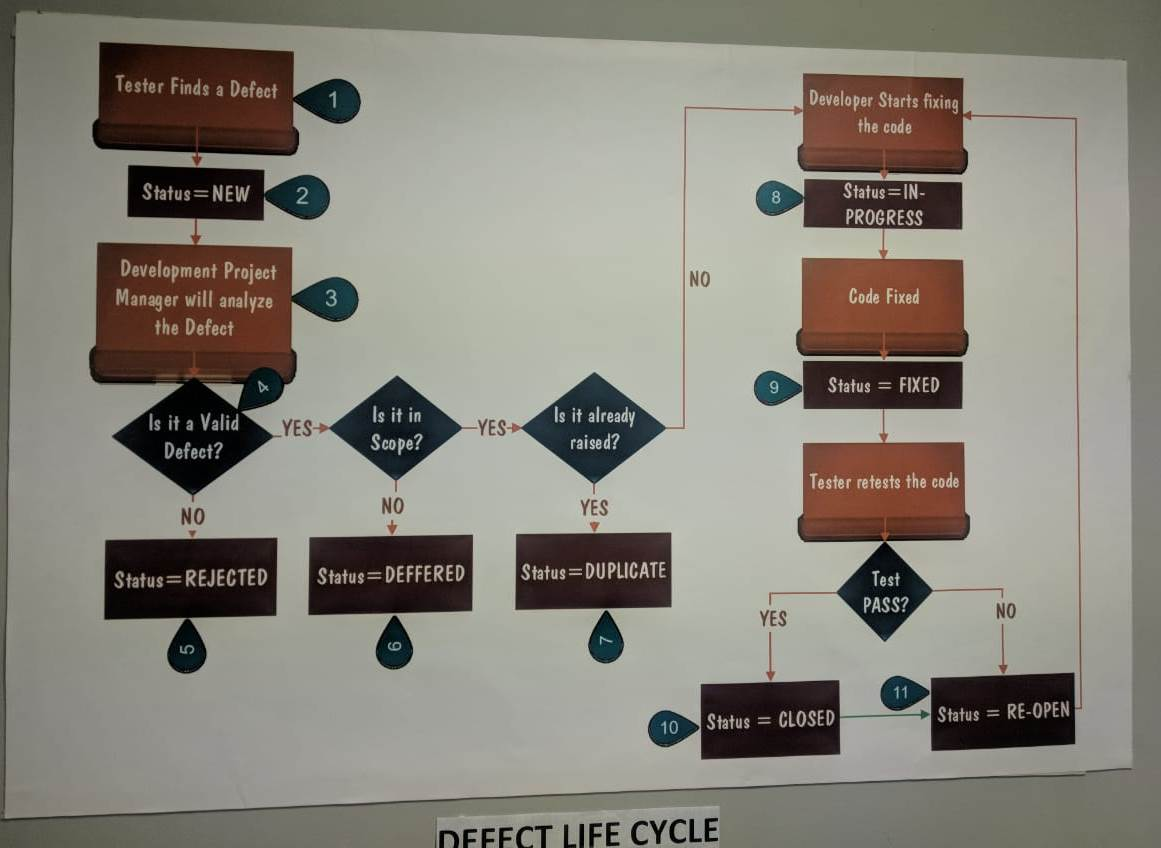 Tester Finds a Defect
1
Status=NEW
2
Development Project
Manager will analyze
the Defect
3
4
Is it a Valid
Defect?
YES
Is it in
Scope?
YES
Is it already
raised?
NO
NO
NO
YES
Status=REJECTED
Status=DEFFERED
Status=DUPLICATE
5
6
7
Developer Starts fixing
the code
8
Status=IN-
PROGRESS
Code Fixed
9
Status = FIXED
Tester retests the code
Test
PASS?
YES
NO
10
Status = CLOSED
11
Status = RE-OPEN
DEFECT LIFE CYCLE